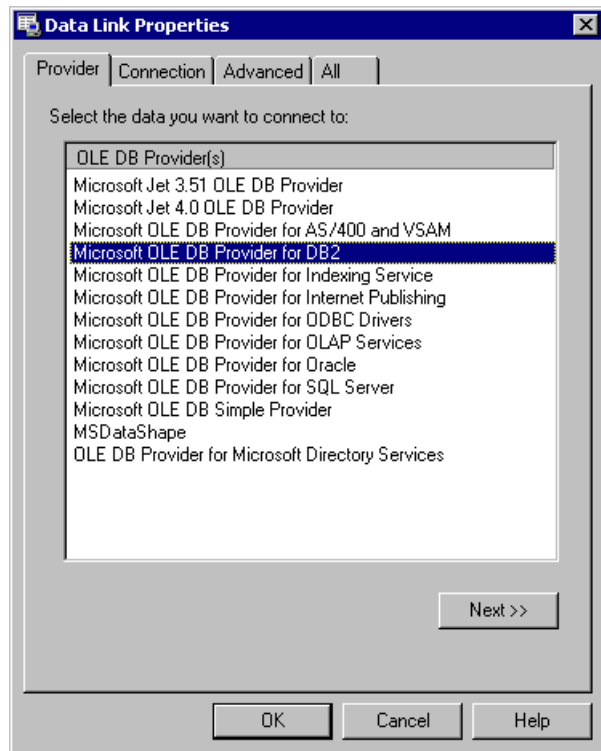 Data Link Properties
Provider Connection Advanced All
Select the data you want to connect to:
OLE DB Provider(s)
Microsoft Jet 3.51 OLE DB Provider
Microsoft Jet 4.0 OLE DB Provider
Microsoft OLE DB Provider for AS/400 and VSAM
Microsoft OLE DB Provider for DB2
Microsoft OLE DB Provider for Indexing Service
Microsoft OLE DB Provider for Internet Publishing
Microsoft OLE DB Provider for ODBC Drivers
Microsoft OLE DB Provider for OLAP Services
Microsoft OLE DB Provider for Oracle
Microsoft OLE DB Provider for SQL Server
Microsoft OLE DB Simple Provider
MSDataShape
OLE DB Provider for Microsoft Directory Services
Next >>
OK Cancel Help